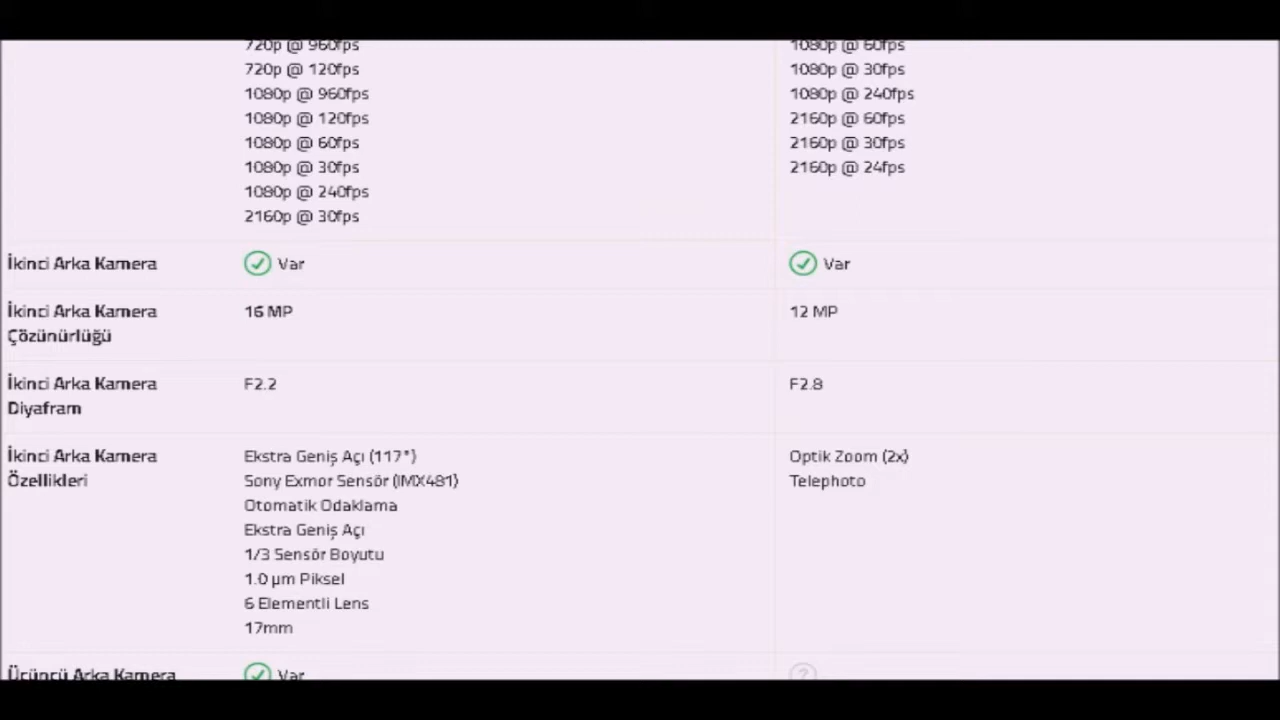 720p @ 960fps
720p @ 120fps
1080p @ 960fps
1080p @ 120fps
1080p @ 60fps
1080p @ 30fps
1080p @ 240fps
2160p @ 30fps
1080p @ 60fps
1080p @ 30fps
1080p @ 240fps
2160p @ 60fps
2160p @ 30fps
2160p @ 24fps
İkinci Arka Kamera
Var
Var
İkinci Arka Kamera
Çözünürlüğü
16 MP
12 MP
İkinci Arka Kamera
Diyafram
F2.2
F2.8
İkinci Arka Kamera
Özellikleri
Ekstra Geniş Açı (117°)
Sony Exmor Sensör (IMX481)
Otomatik Odaklama
Ekstra Geniş Açı
1/3 Sensör Boyutu
1.0 µm Piksel
6 Elementli Lens
17mm
Optik Zoom (2x)
Telephoto
Üçüncü Arka Kamera
Var
?